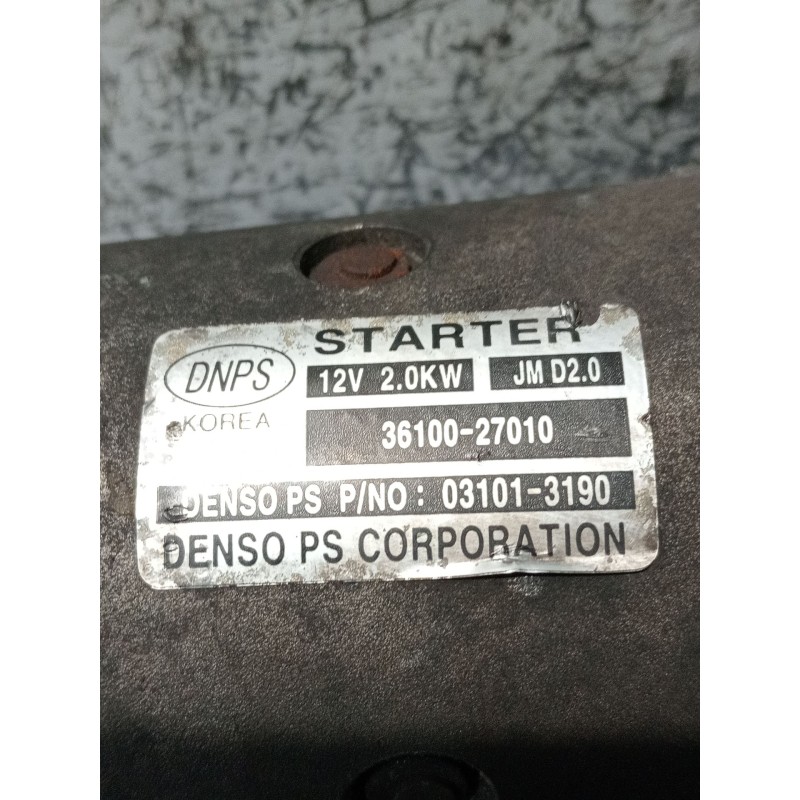 STARTER
DNPS
12V 2.0KW JM D2.0
KOREA
36100-27010
DENSO PS P/NO : 03101-3190
DENSO PS CORPORATION